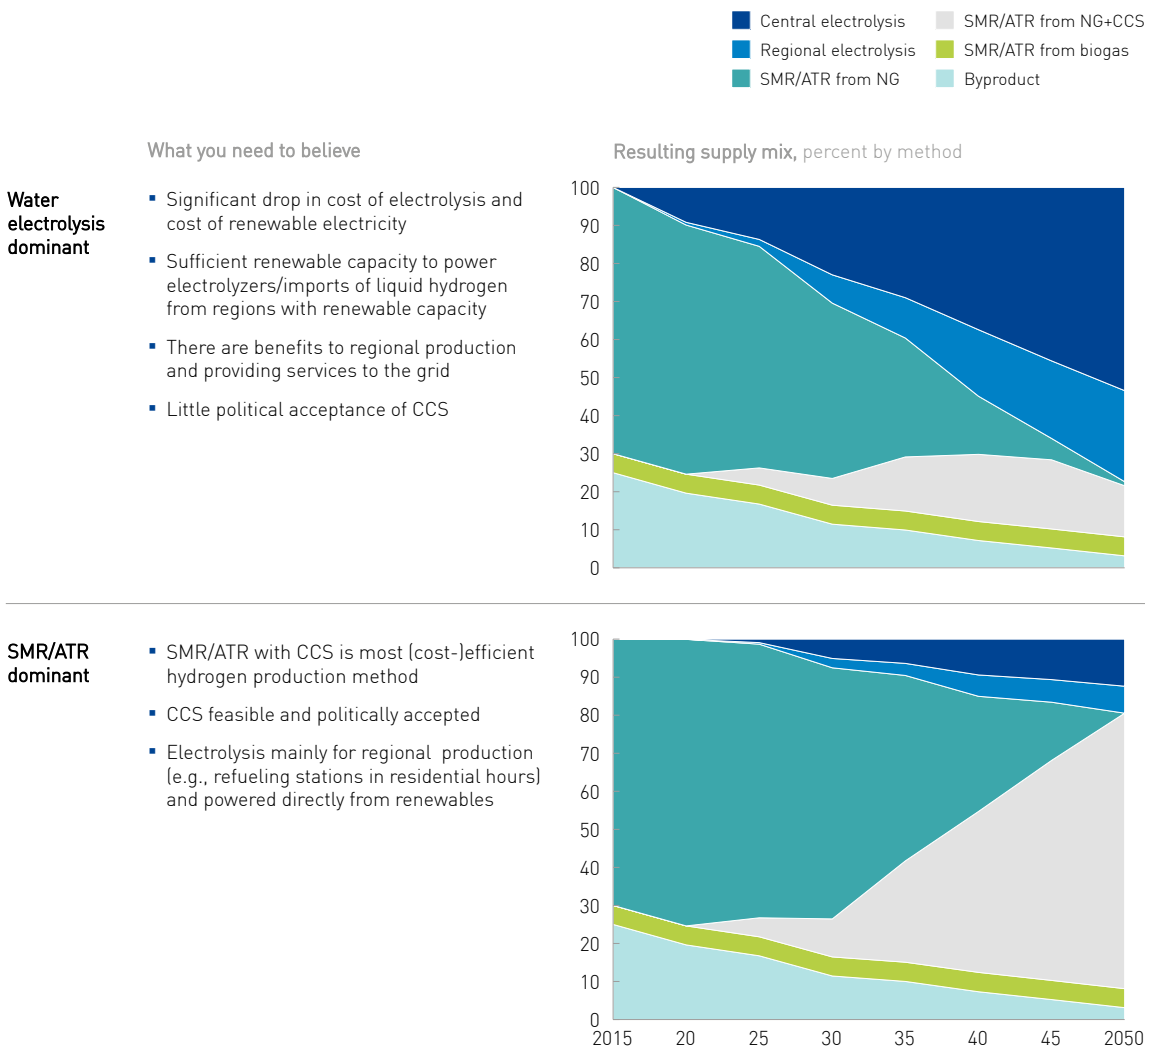 Central electrolysis
Regional electrolysis
SMR/ATR from NG
SMR/ATR from NG+CCS
SMR/ATR from biogas
Byproduct
What you need to believe
Resulting supply mix, percent by method
Water
electrolysis
dominant
▪ Significant drop in cost of electrolysis and
cost of renewable electricity
▪ Sufficient renewable capacity to power
electrolyzers/imports of liquid hydrogen
from regions with renewable capacity
▪ There are benefits to regional production
and providing services to the grid
▪ Little political acceptance of CCS
100
90
80
70
60
50
40
30
20
10
0
SMR/ATR
dominant
▪ SMR/ATR with CCS is most (cost-)efficient
hydrogen production method
▪ CCS feasible and politically accepted
▪ Electrolysis mainly for regional production
(e.g., refueling stations in residential hours)
and powered directly from renewables
100
90
80
70
60
50
40
30
20
10
0
2015 20 25 30 35 40 45 2050